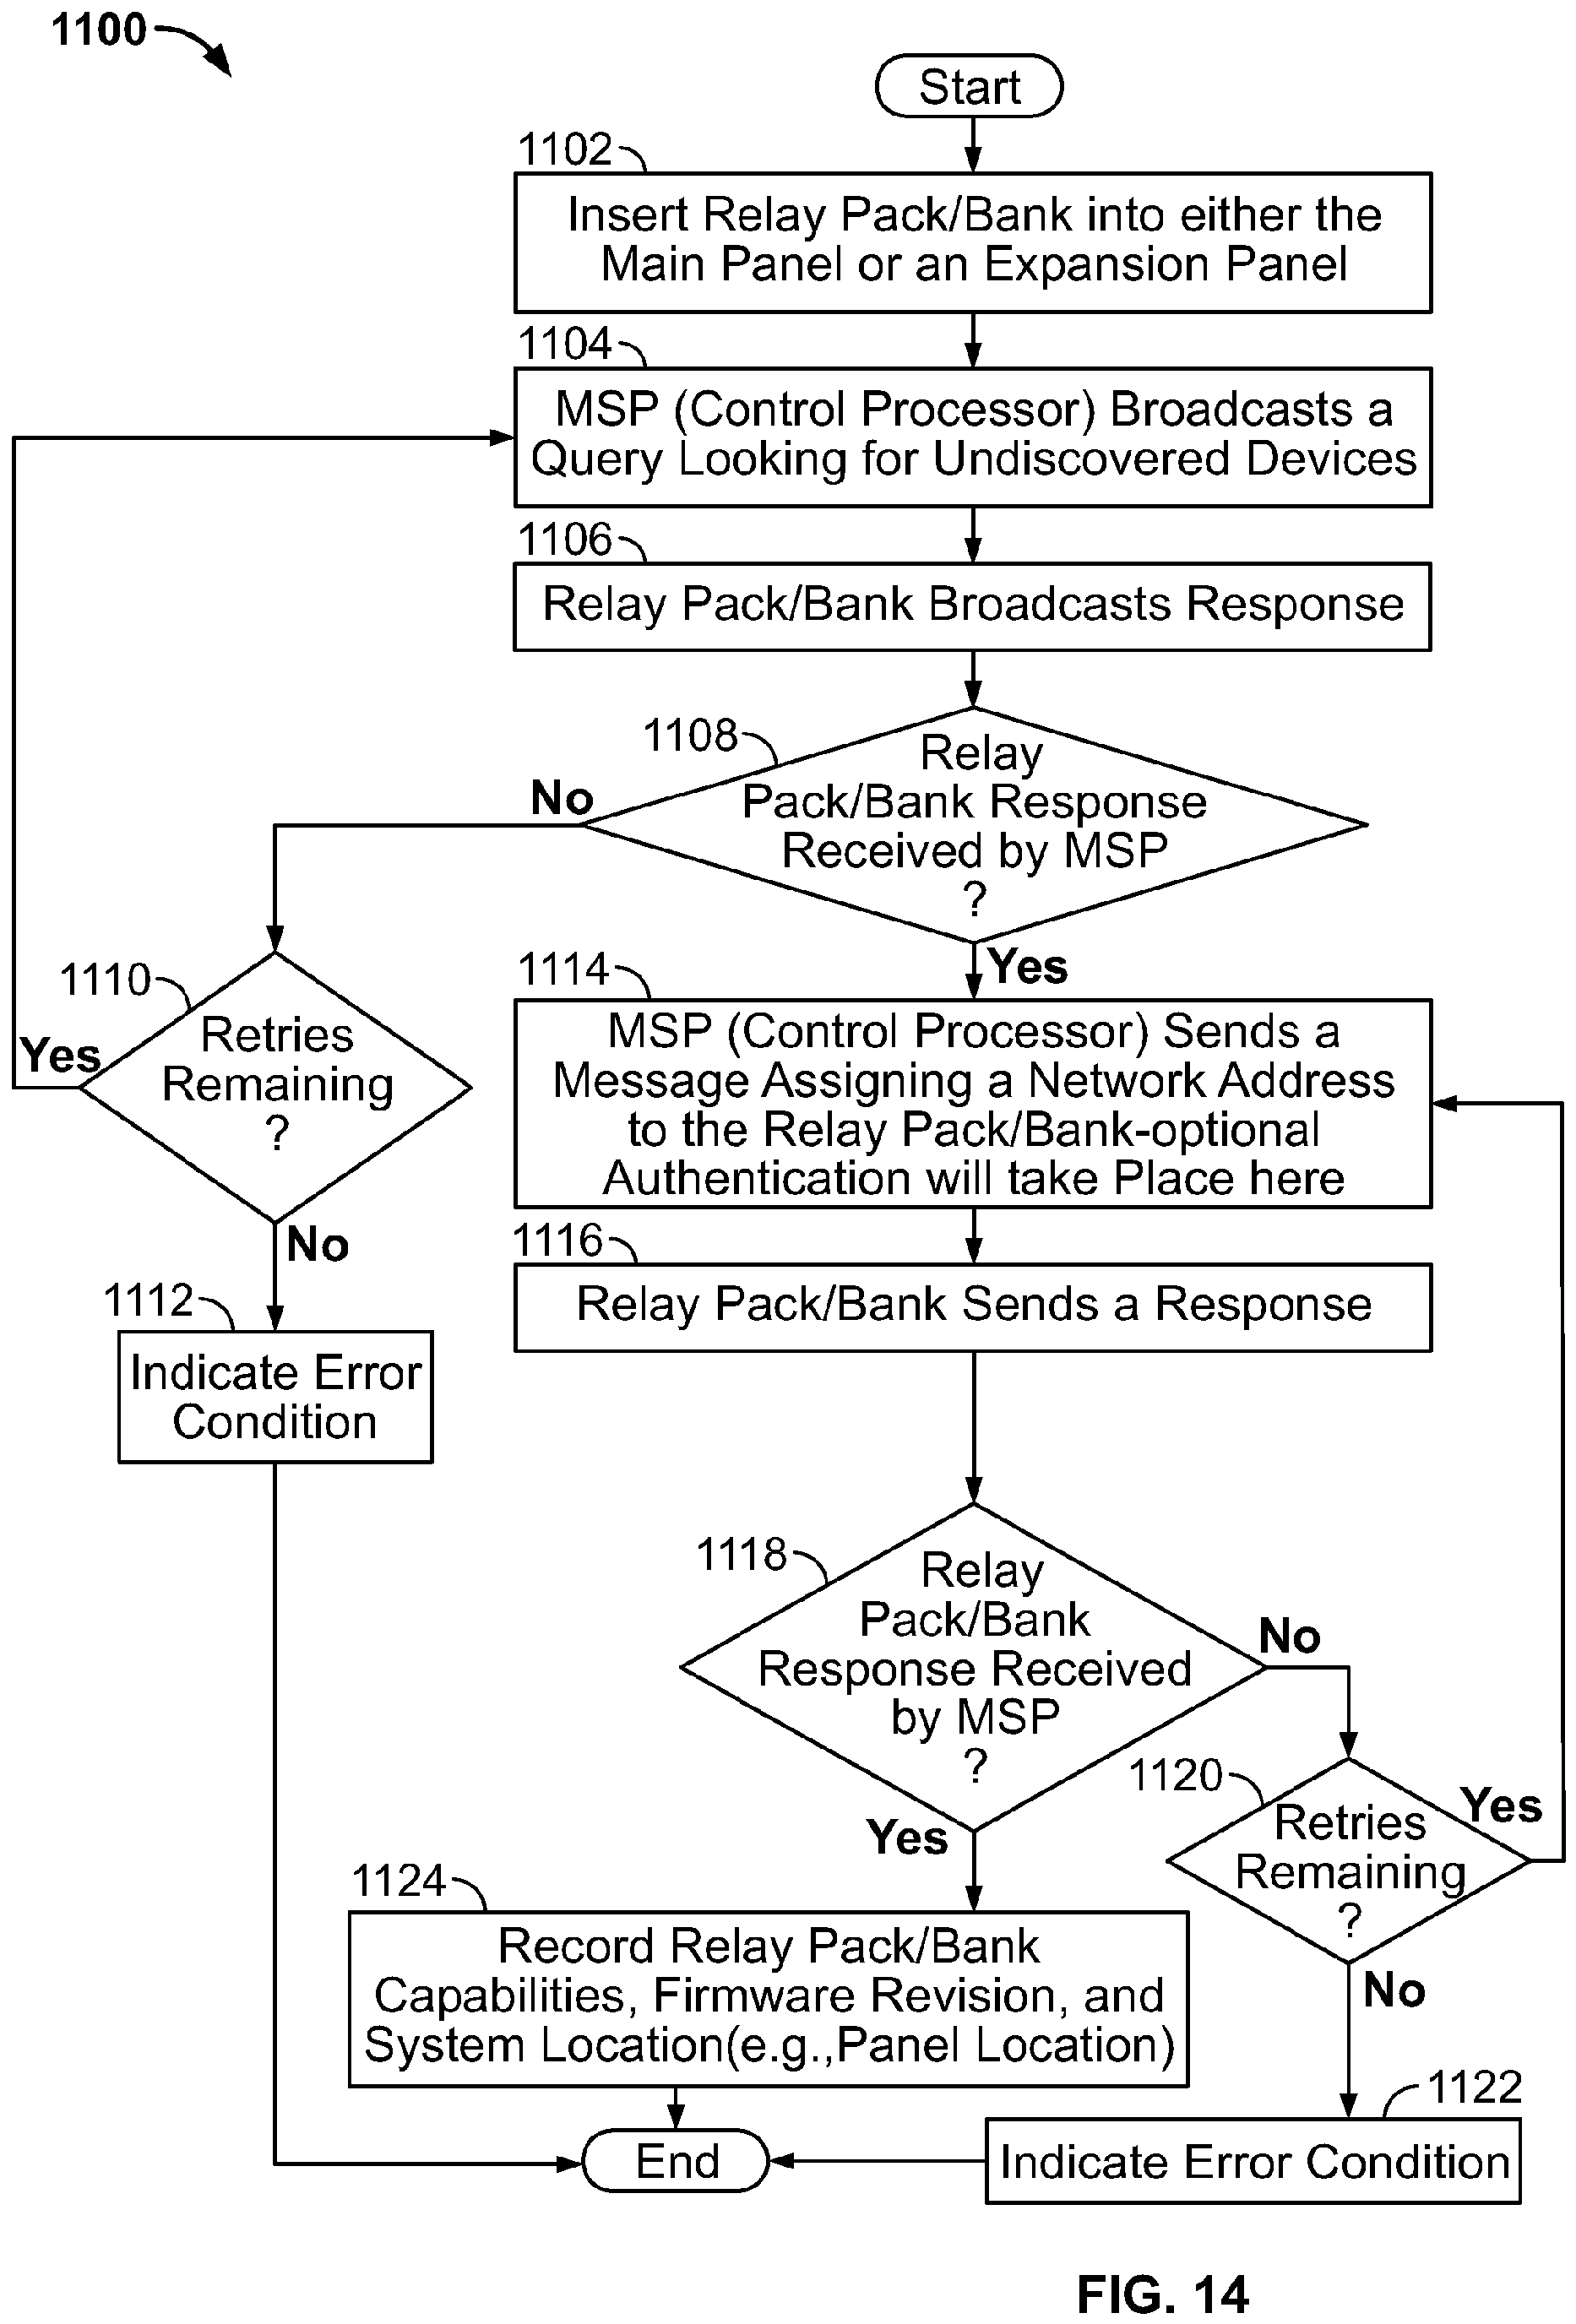 1100
Start
1102
Insert Relay Pack/Bank into either the
Main Panel or an Expansion Panel
1104
MSP (Control Processor) Broadcasts a
Query Looking for Undiscovered Devices
1106
Relay Pack/Bank Broadcasts Response
1108
Relay
Pack/Bank Response
Received by MSP
?
No
Yes
1110
Retries
Remaining
?
Yes
No
1112
Indicate Error
Condition
1114
MSP (Control Processor) Sends a
Message Assigning a Network Address
to the Relay Pack/Bank-optional
Authentication will take Place here
1116
Relay Pack/Bank Sends a Response
1118
Relay
Pack/Bank
Response Received
by MSP
?
No
Yes
1120
Retries
Remaining
?
Yes
No
1124
Record Relay Pack/Bank
Capabilities, Firmware Revision, and
System Location(e.g.,Panel Location)
1122
Indicate Error Condition
End
FIG. 14